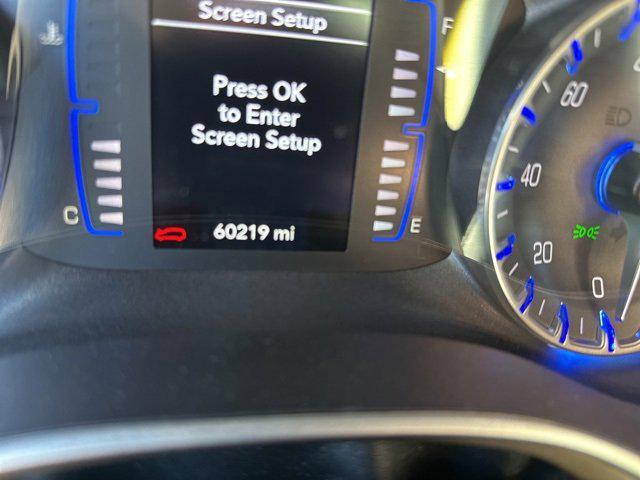 Screen Setup
Press OK
to Enter
Screen Setup
60219 mi
C
F
E
60
40
20
0